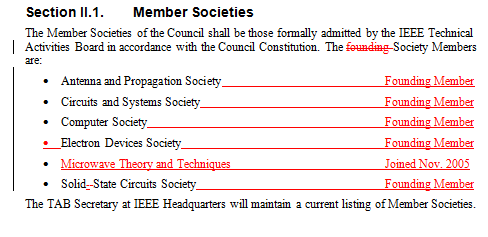 Section II.1. Member Societies
The Member Societies of the Council shall be those formally admitted by the IEEE Technical
Activities Board in accordance with the Council Constitution. The founding Society Members
are:
• Antenna and Propagation Society Founding Member
• Circuits and Systems Society Founding Member
• Computer Society Founding Member
• Electron Devices Society Founding Member
• Microwave Theory and Techniques Joined Nov. 2005
• Solid--State Circuits Society Founding Member
The TAB Secretary at IEEE Headquarters will maintain a current listing of Member Societies.